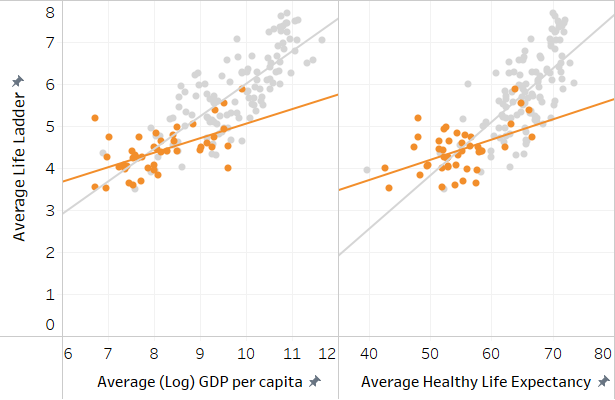 Average Life Ladder
8
7
6
5
4
3
2
1
0
6 7 8 9 10 11 12
40 50 60 70 80
Average (Log) GDP per capita
Average Healthy Life Expectancy